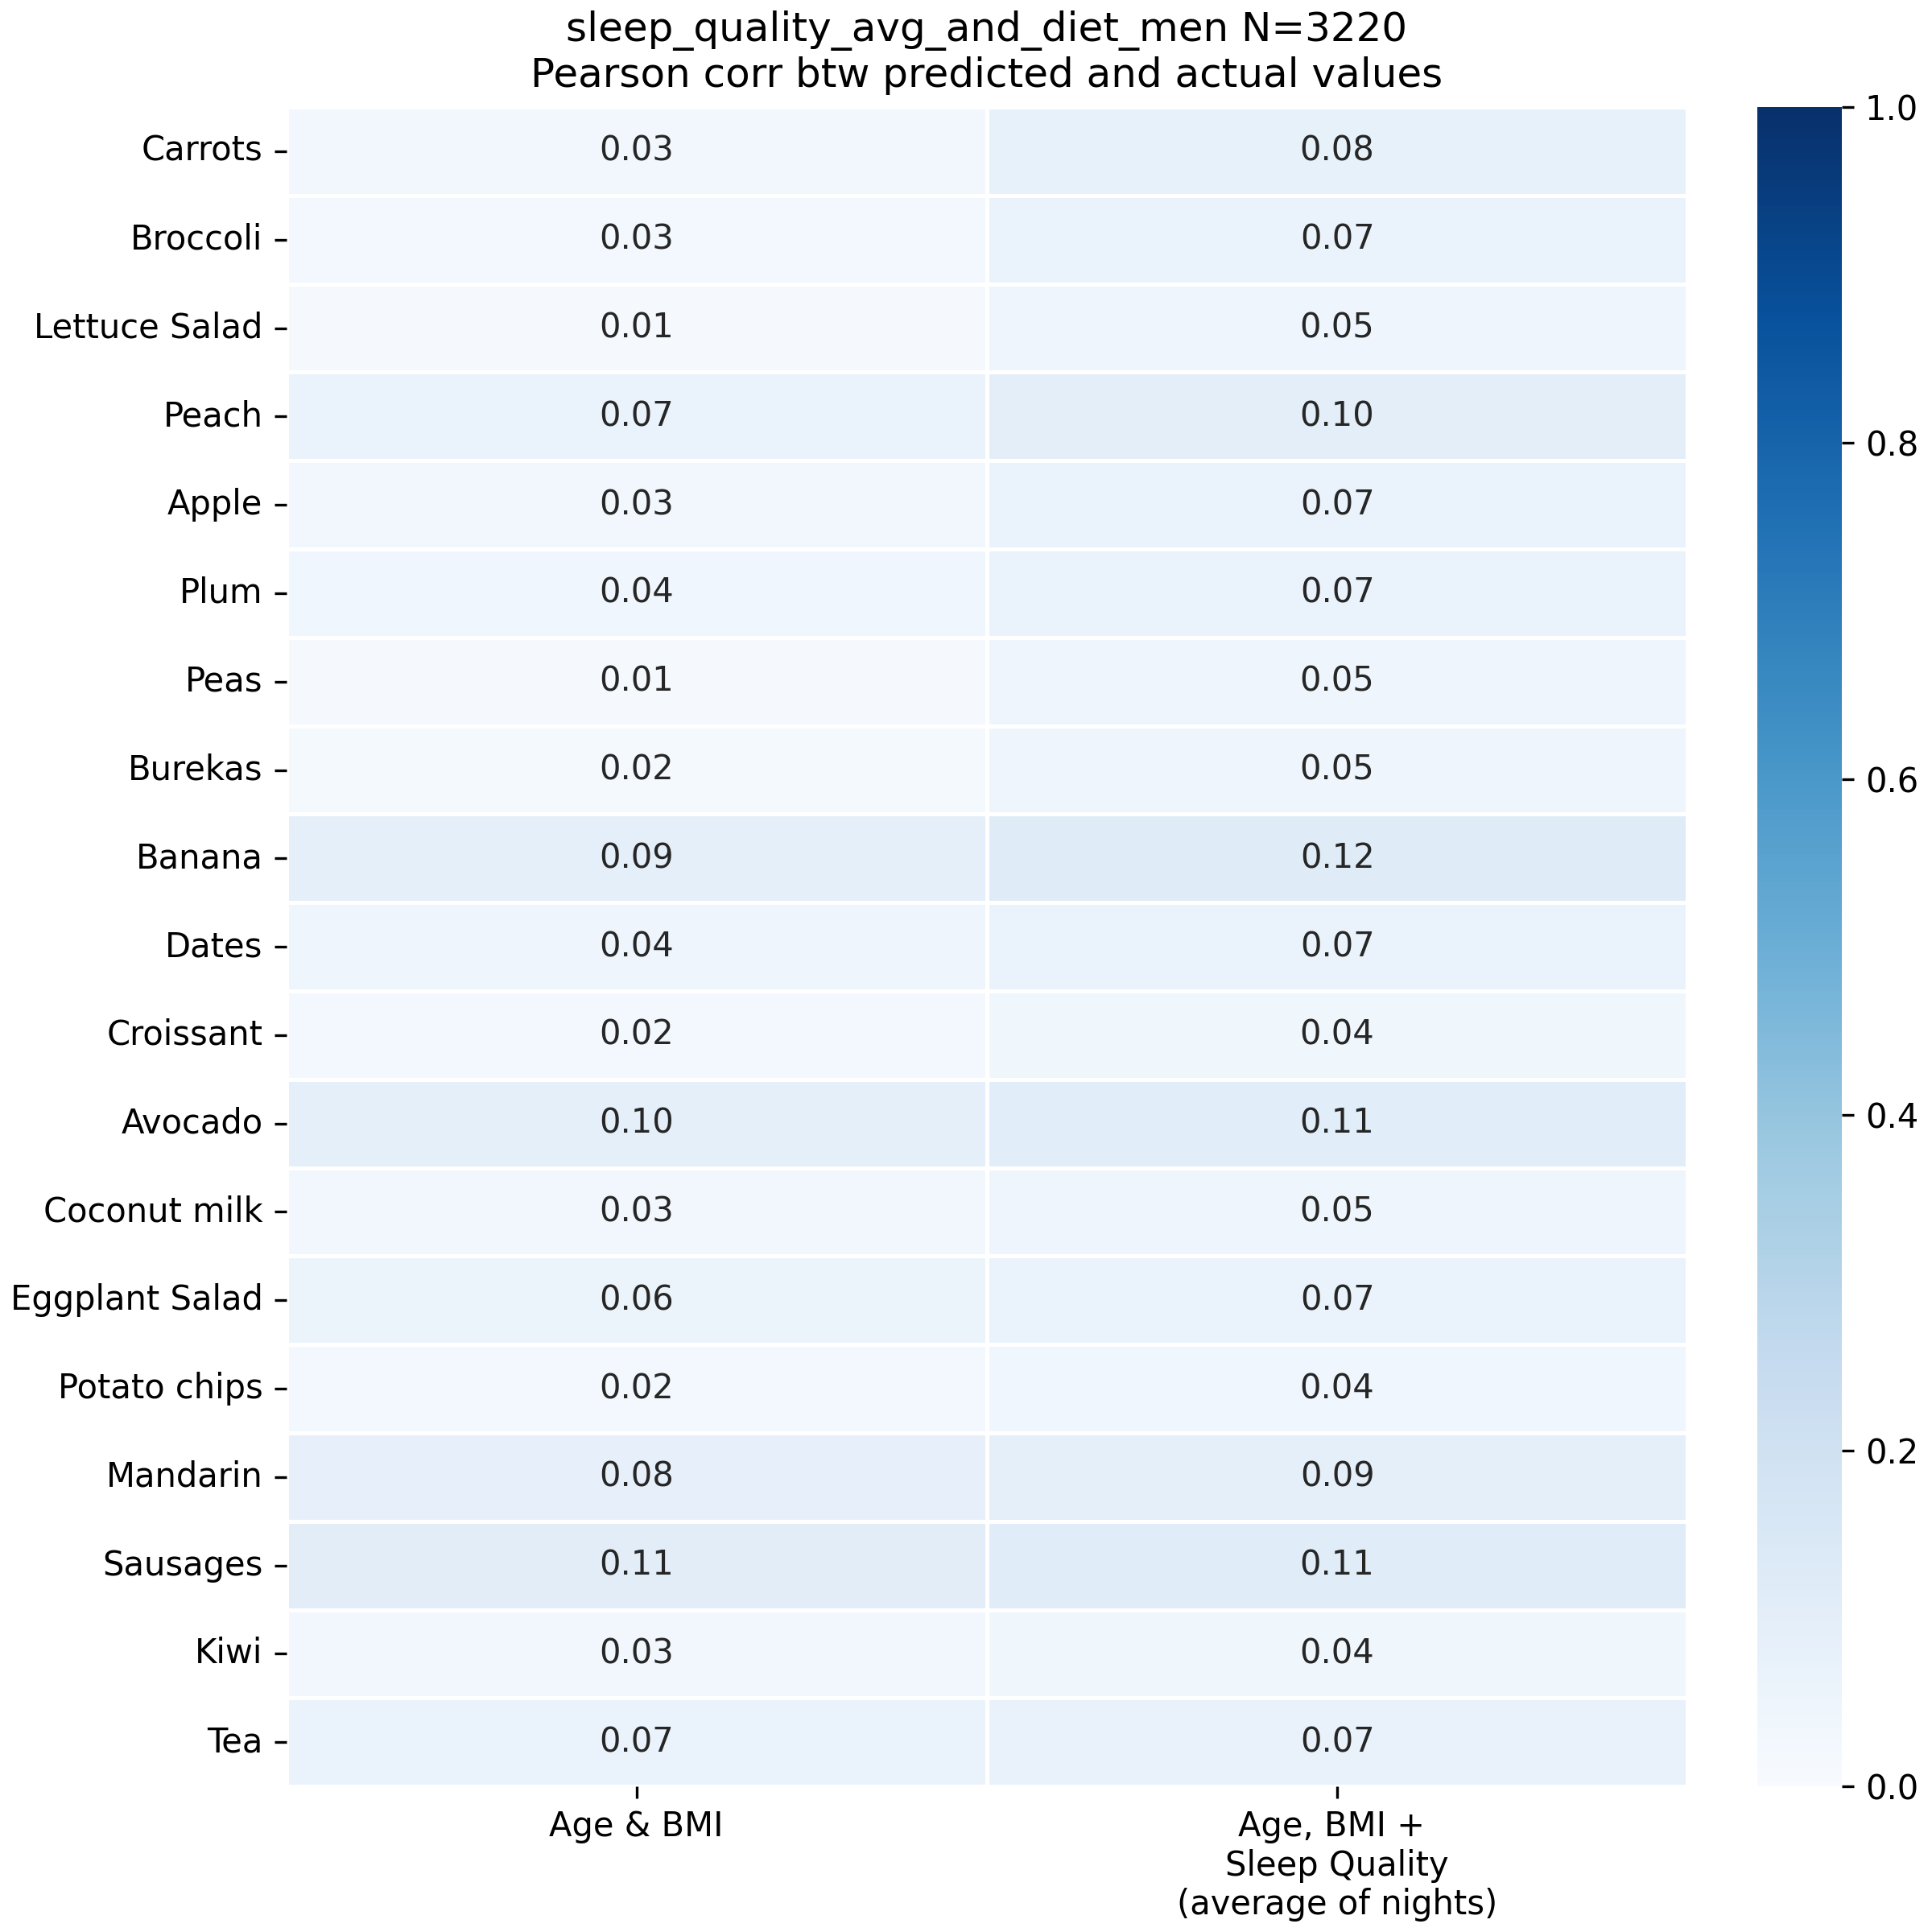 sleep_quality_avg_and_diet_men N=3220
Pearson corr btw predicted and actual values
Carrots 0.03 0.08
Broccoli 0.03 0.07
Lettuce Salad 0.01 0.05
Peach 0.07 0.10
Apple 0.03 0.07
Plum 0.04 0.07
Peas 0.01 0.05
Burekas 0.02 0.05
Banana 0.09 0.12
Dates 0.04 0.07
Croissant 0.02 0.04
Avocado 0.10 0.11
Coconut milk 0.03 0.05
Eggplant Salad 0.06 0.07
Potato chips 0.02 0.04
Mandarin 0.08 0.09
Sausages 0.11 0.11
Kiwi 0.03 0.04
Tea 0.07 0.07
Age & BMI
Age, BMI +
Sleep Quality
(average of nights)
1.0
0.8
0.6
0.4
0.2
0.0